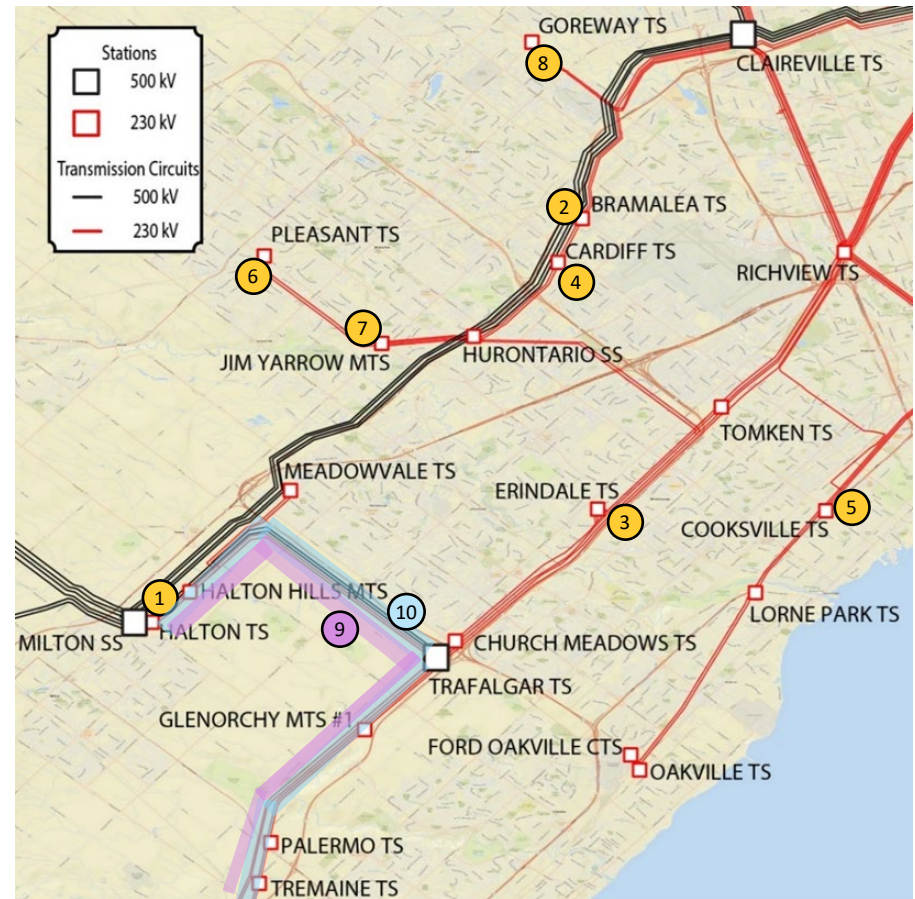 GOREWAY TS
8
CLAIREVILLE TS
Stations
500 kV
230 kV
Transmission Circuits
500 kV
230 kV
2
BRAMALEA TS
PLEASANT TS
CARDIFF TS
6
4
RICHVIEW TS
7
JIM YARROW MTS
HURONTARIO SS
TOMKEN TS
MEADOWVALE TS
ERINDALE TS
3
5
COOKSVILLE TS
1
HALTON HILLS MTS
10
9
LORNE PARK TS
MILTON SS
HALTON TS
CHURCH MEADOWS TS
TRAFALGAR TS
GLENORCHY MTS #1
FORD OAKVILLE CTS
OAKVILLE TS
PALERMO TS
TREMAINE TS